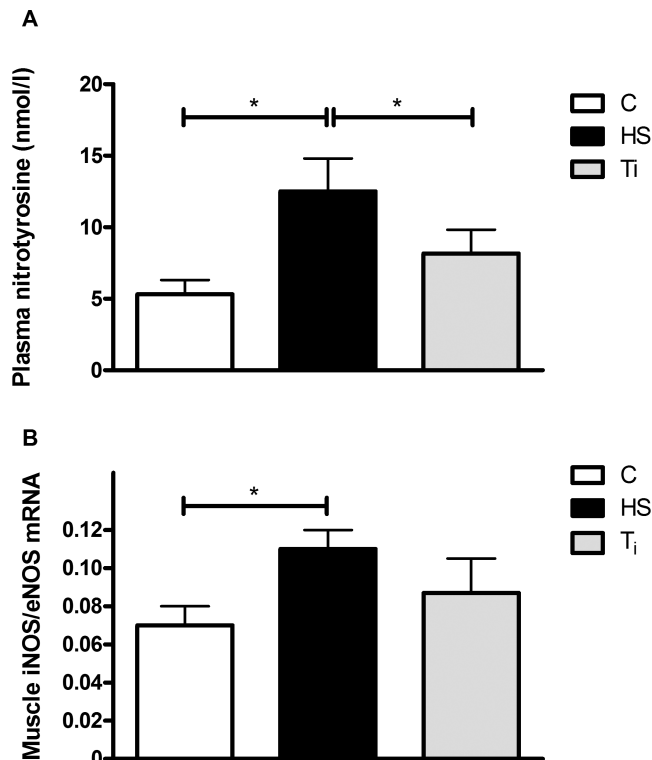 A
Plasma nitrotyrosine (nmol/l)
20
15
10
5
0
*
*
C
HS
Ti
B
Muscle iNOS/eNOS mRNA
0.12
0.10
0.08
0.06
0.04
0.02
0
*
C
HS
Ti